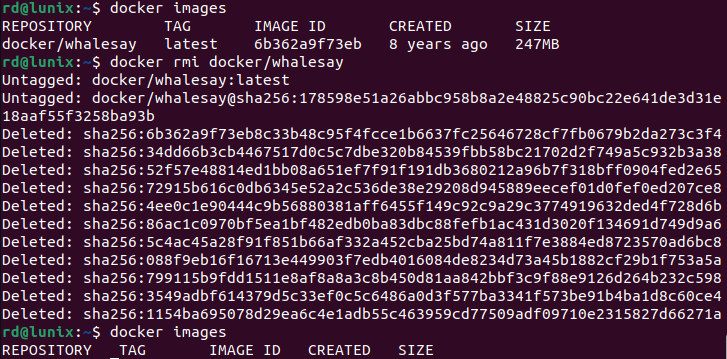 rd@lunix:~$ docker images
REPOSITORY TAG IMAGE ID CREATED SIZE
docker/whalesay latest 6b362a9f73eb 8 years ago 247MB
rd@lunix:~$ docker rmi docker/whalesay
Untagged: docker/whalesay:latest
Untagged: docker/whalesay@sha256:178598e51a26abbc958b8a2e48825c90bc22e641de3d31e
18aaf55f3258ba93b
Deleted: sha256:6b362a9f73eb8c33b48c95f4fcce1b6637fc25646728cf7fb0679b2da273c3f4
Deleted: sha256:34dd66b3cb4467517d0c5c7dbe320b84539fbb58bc21702d2f749a5c932b3a38
Deleted: sha256:52f57e48814ed1bb08a651ef7f91f191db3680212a96b7f318bff0904fed2e65
Deleted: sha256:72915b616c0db6345e52a2c536de38e29208d945889eecef01d0fef0ed207ce8
Deleted: sha256:4ee0c1e90444c9b56880381aff6455f149c92c9a29c3774919632ded4f728d6b
Deleted: sha256:86ac1c0970bf5ea1bf482edb0ba83dbc88fefb1ac431d3020f134691d749d9a6
Deleted: sha256:5c4ac45a28f91f851b66af332a452cba25bd74a811f7e3884ed8723570ad6bc8
Deleted: sha256:088f9eb16f16713e449903f7edb4016084de8234d73a45b1882cf29b1f753a5a
Deleted: sha256:799115b9fdd1511e8af8a8a3c8b450d81aa842bbf3c9f88e9126d264b232c598
Deleted: sha256:3549adbf614379d5c33ef0c5c6486a0d3f577ba3341f573be91b4ba1d8c60ce4
Deleted: sha256:1154ba695078d29ea6c4e1adb55c463959cd77509adf09710e2315827d66271a
rd@lunix:~$ docker images
REPOSITORY TAG IMAGE ID CREATED SIZE